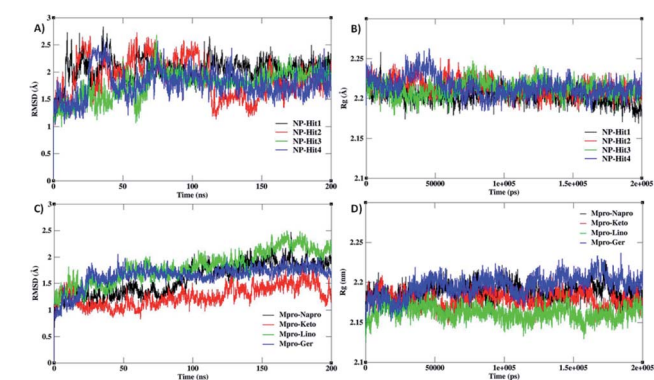 A)
3
2.5
2
1.5
1
0.5
0
RMSD (Å)
0
50
100
150
200
Time (ns)
NP-Hit1
NP-Hit2
NP-Hit3
NP-Hit4
B)
2.25
2.2
2.15
2.1
Rg (Å)
0
50000
1e+005
1.5e+005
2e+005
Time (ps)
NP-Hit1
NP-Hit2
NP-Hit3
NP-Hit4
C)
3
2.5
2
1.5
1
0.5
0
RMSD (Å)
0
50
100
150
200
Time (ns)
Mpro-Napro
Mpro-Keto
Mpro-Lino
Mpro-Ger
D)
2.25
2.20
2.15
2.1
Rg (nm)
0
50000
1e+05
1.5e+05
2e+05
Time (ps)
Mpro-Napro
Mpro-Keto
Mpro-Lino
Mpro-Ger